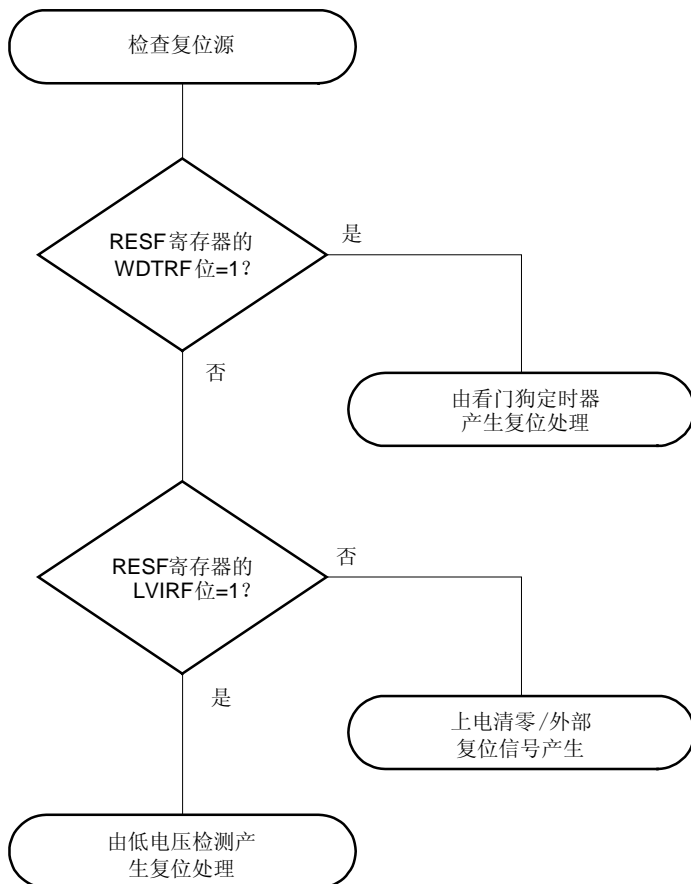 检查复位源
RESF寄存器的
WDTRF位=1?
是
否
由看门狗定时器
产生复位处理
RESF寄存器的
LVIRF位=1?
否
是
上电清零/外部
复位信号产生
由低电压检测产
生复位处理